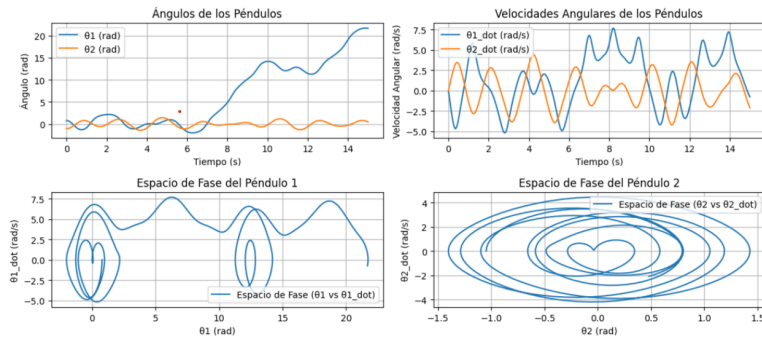 Ángulos de los Péndulos
θ1 (rad)
θ2 (rad)
Ángulo (rad)
20
15
10
5
0
0 2 4 6 8 10 12 14
Tiempo (s)
Velocidades Angulares de los Péndulos
θ1_dot (rad/s)
θ2_dot (rad/s)
Velocidad Angular (rad/s)
7.5
5.0
2.5
0.0
−2.5
−5.0
0 2 4 6 8 10 12 14
Tiempo (s)
Espacio de Fase del Péndulo 1
θ1_dot (rad/s)
7.5
5.0
2.5
0.0
−2.5
−5.0
Espacio de Fase (θ1 vs θ1_dot)
0 5 10 15 20
θ1 (rad)
Espacio de Fase del Péndulo 2
Espacio de Fase (θ2 vs θ2_dot)
θ2_dot (rad/s)
4
2
0
−2
−4
−1.5 −1.0 −0.5 0.0 0.5 1.0 1.5
θ2 (rad)